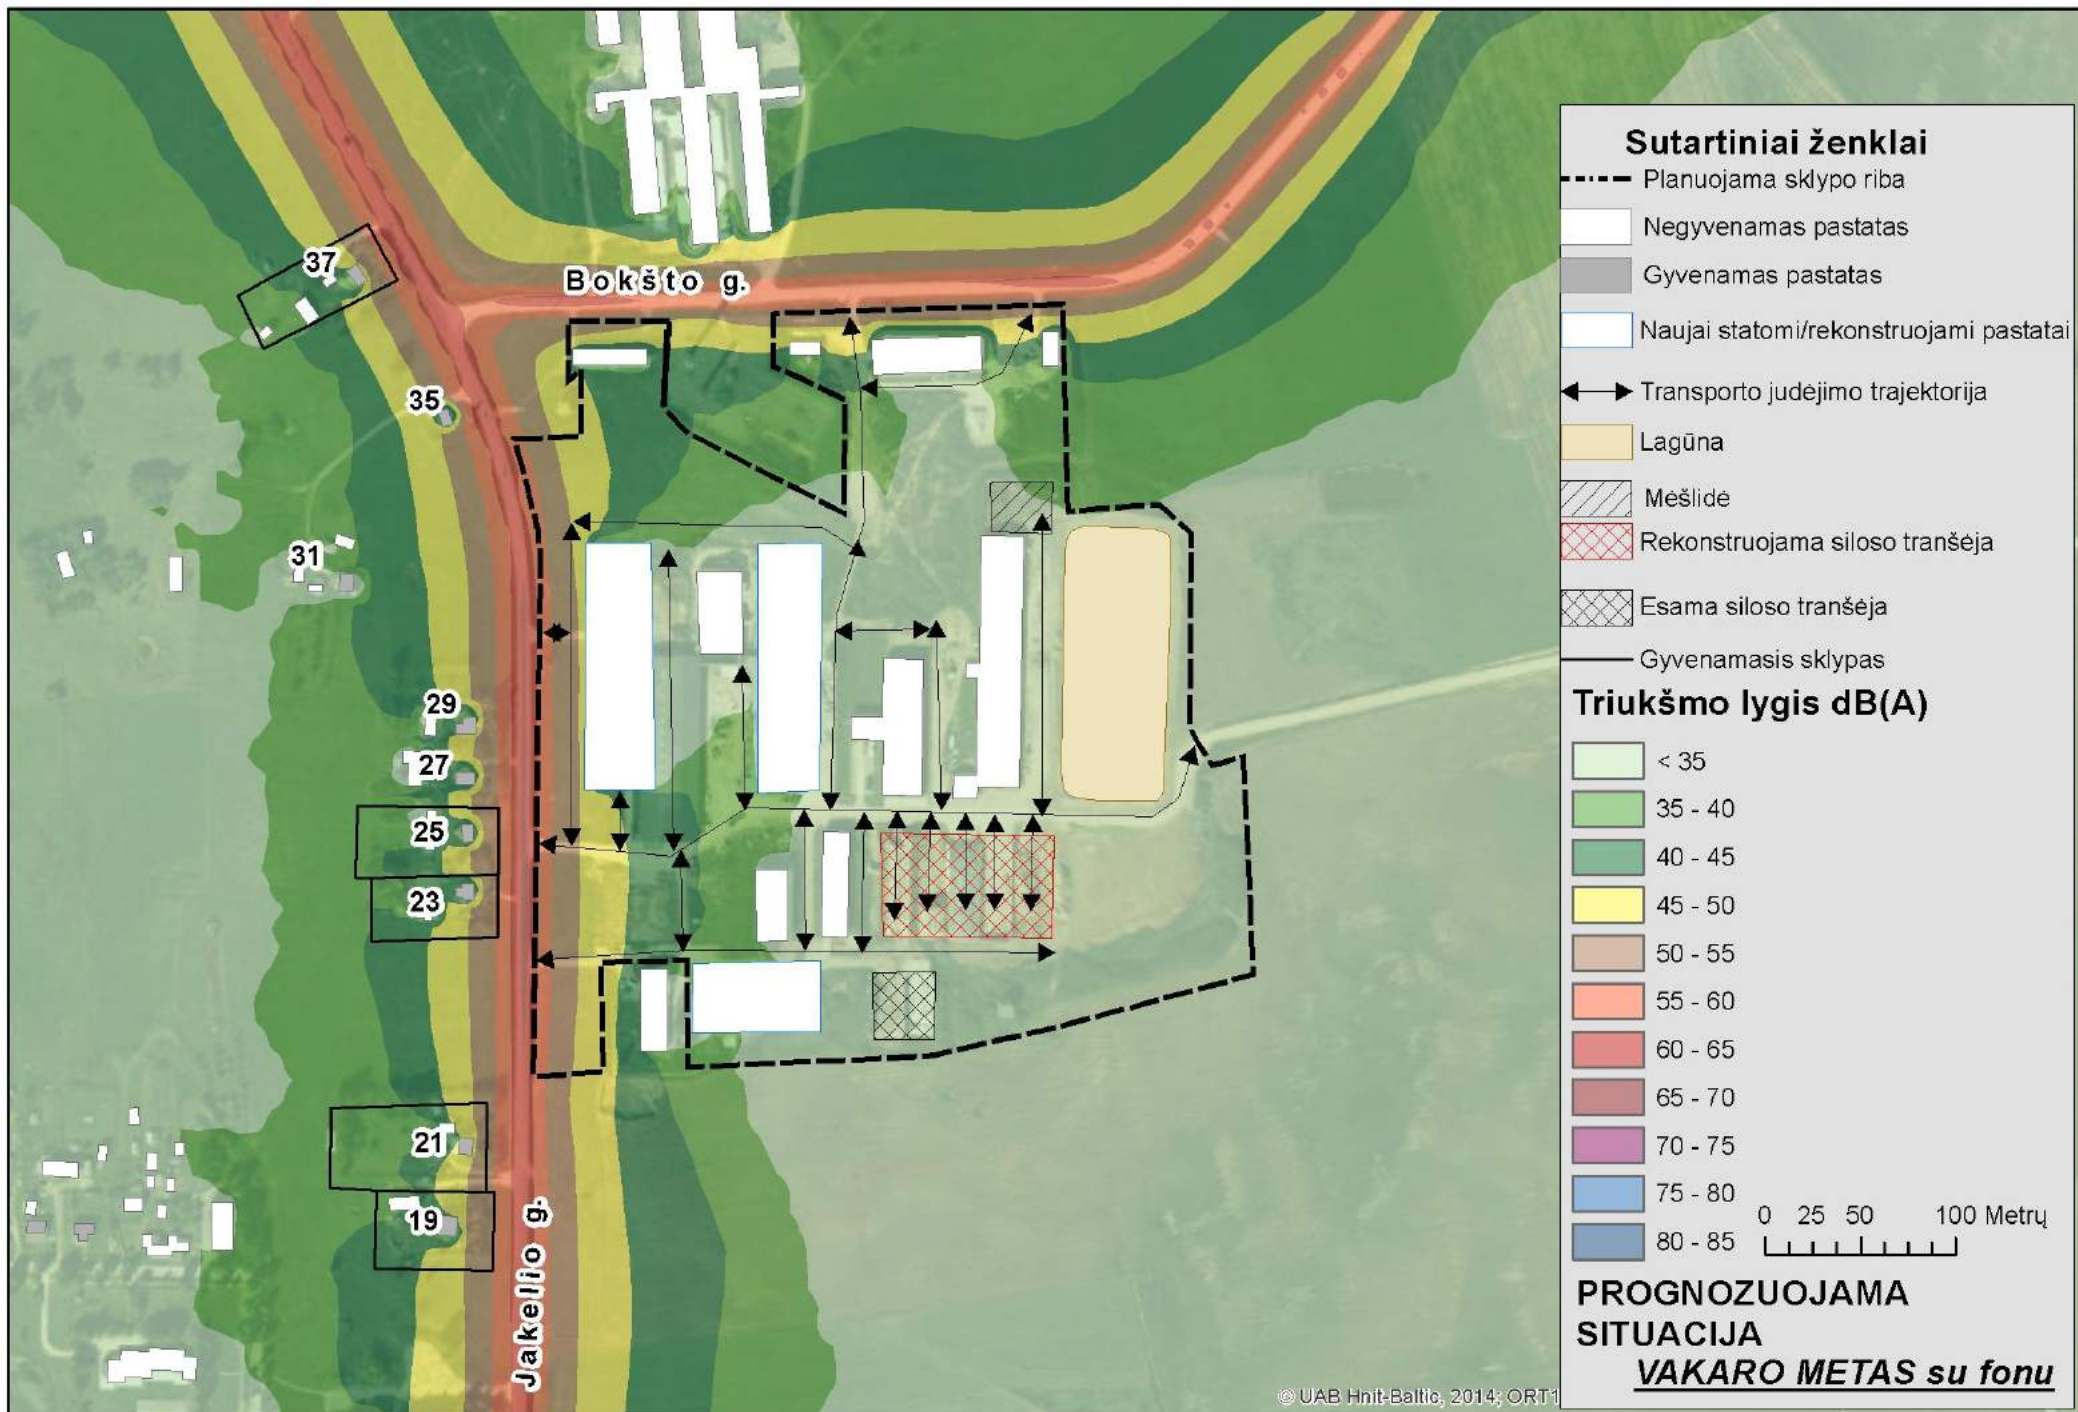 37
Bokšto g.
35
31
29
27
25
23
21
19
Jakelio g.
Sutartiniai ženklai
Planuojama sklypo riba
Negyvenamas pastatas
Gyvenamas pastatas
Naujai statomi/rekonstruojami pastatai
Transporto judėjimo trajektorija
Lagūna
Mėšlidė
Rekonstruojama siloso tranšėja
Esama siloso tranšėja
Gyvenamasis sklypas
Triukšmo lygis dB(A)
< 35
35 - 40
40 - 45
45 - 50
50 - 55
55 - 60
60 - 65
65 - 70
70 - 75
75 - 80
80 - 85
0 25 50 100 Metrų
PROGNOZUOJAMA
SITUACIJA
VAKARO METAS su fonu
© UAB Hnit-Baltic, 2014; ORT1